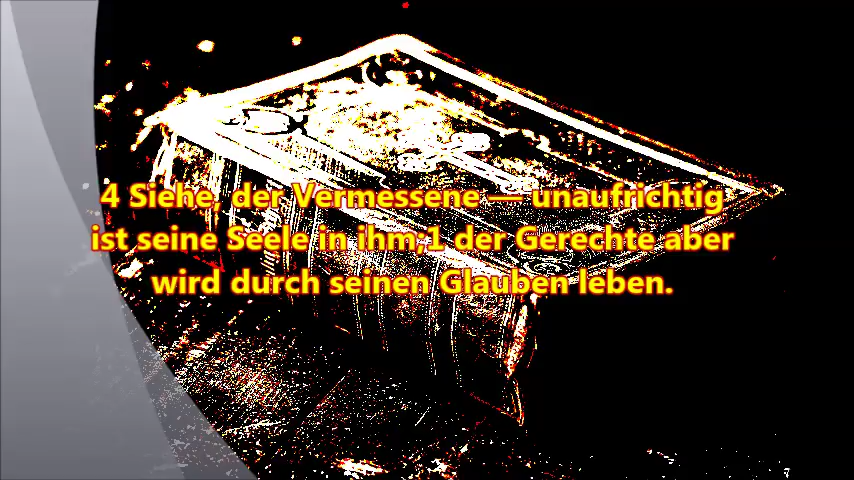 4 Siehe, der Vermessene — unaufrichtig
ist seine Seele in ihm;1 der Gerechte aber
wird durch seinen Glauben leben.
7